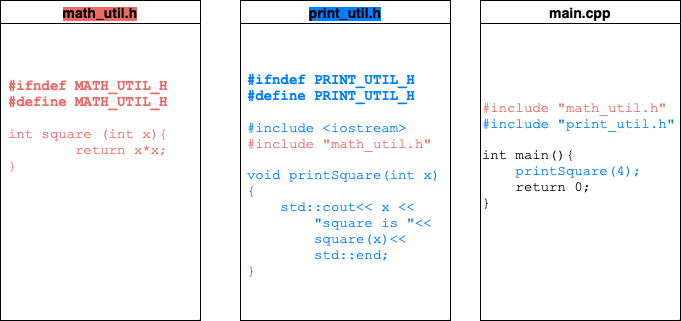 math_util.h
#ifndef MATH_UTIL_H
#define MATH_UTIL_H
int square (int x){
return x*x;
}
print_util.h
#ifndef PRINT_UTIL_H
#define PRINT_UTIL_H
#include <iostream>
#include "math_util.h"
void printSquare(int x)
{
std::cout<< x <<
"square is "<<
square(x)<<
std::end;
}
main.cpp
#include "math_util.h"
#include "print_util.h"
int main(){
printSquare(4);
return 0;
}